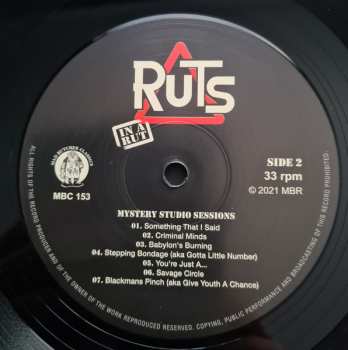 RUTS
IN A RUT
MAD BUTCHER CLASSICS
MBC 153
SIDE 2
33 rpm
© 2021 MBR
MYSTERY STUDIO SESSIONS
01. Something That I Said
02. Criminal Minds
03. Babylon's Burning
04. Stepping Bondage (aka Gotta Little Number)
05. You're Just A...
06. Savage Circle
07. Blackmans Pinch (aka Give Youth A Chance)
ALL RIGHTS OF THE RECORD PRODUCER AND OF THE OWNER OF THE WORK REPRODUCED RESERVED. COPYING, PUBLIC PERFORMANCE AND BROADCASTING OF THIS RECORD PROHIBITED